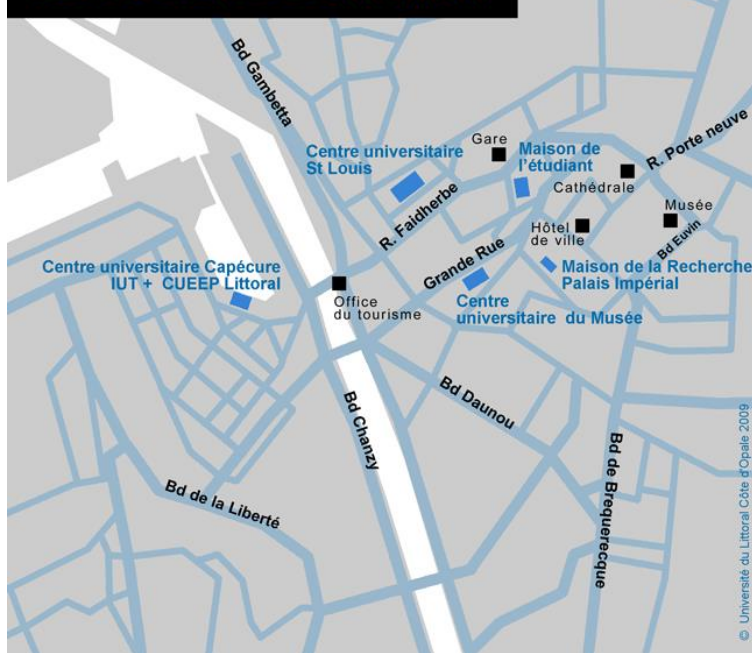 Bd Gambetta
Gare
Centre universitaire
St Louis
Maison de
l'étudiant
R. Porte neuve
Cathédrale
R. Faidherbe
Musée
Hôtel
de ville
Bd Euvin
Grande Rue
Centre universitaire Capécure
IUT + CUEEP Littoral
Maison de la Recherche
Palais Impérial
Office
du tourisme
Centre
universitaire du Musée
Bd Chanzy
Bd Daunou
Bd de Brequerecque
Bd de la Liberté
© Université du Littoral Côte d'Opale 2009